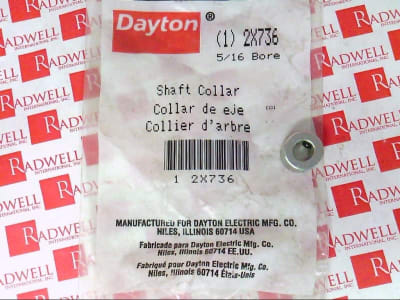 Dayton®
(1) 2X736
5/16 Bore
Shaft Collar
Collar de eje
Collier d'arbre
1 2X736
MANUFACTURED FOR DAYTON ELECTRIC MFG. CO.
NILES, ILLINOIS 60714 USA
Fabricado para Dayton Electric Mfg. Co.
Niles, Illinois 60714 EE.UU.
Fabriqué pour Dayton Electric Mfg. Co.
Niles, Illinois 60714 États-Unis
RADWELL
INTERNATIONAL, INC.